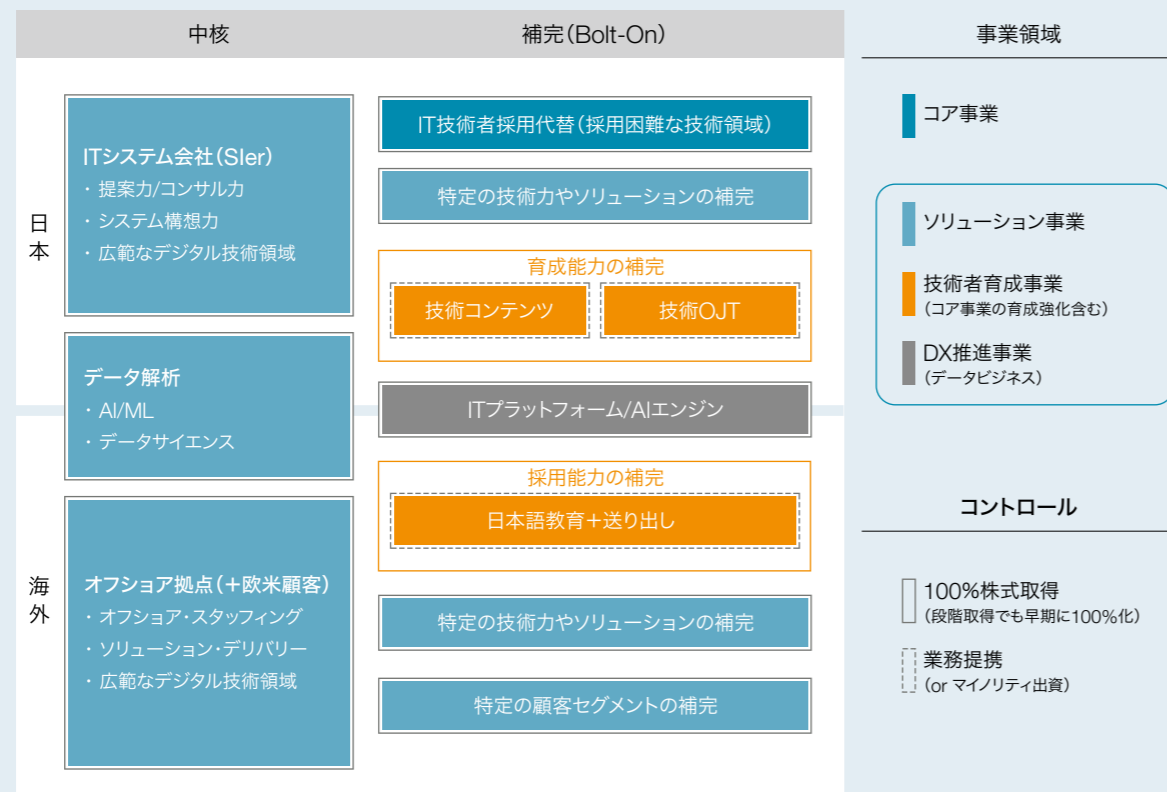 中核
補完(Bolt-On)
事業領域
日本
ITシステム会社(SIer)
・ 提案力/コンサル力
・ システム構想力
・ 広範なデジタル技術領域
データ解析
・ AI/ML
・ データサイエンス
海外
オフショア拠点(+欧米顧客)
・ オフショア・スタッフィング
・ ソリューション・デリバリー
・ 広範なデジタル技術領域
IT技術者採用代替(採用困難な技術領域)
特定の技術力やソリューションの補完
育成能力の補完
技術コンテンツ
技術OJT
ITプラットフォーム/AIエンジン
採用能力の補完
日本語教育+送り出し
特定の技術力やソリューションの補完
特定の顧客セグメントの補完
コア事業
ソリューション事業
技術者育成事業
(コア事業の育成強化含む)
DX推進事業
(データビジネス)
コントロール
100%株式取得
(段階取得でも早期に100%化)
業務提携
(or マイノリティ出資)